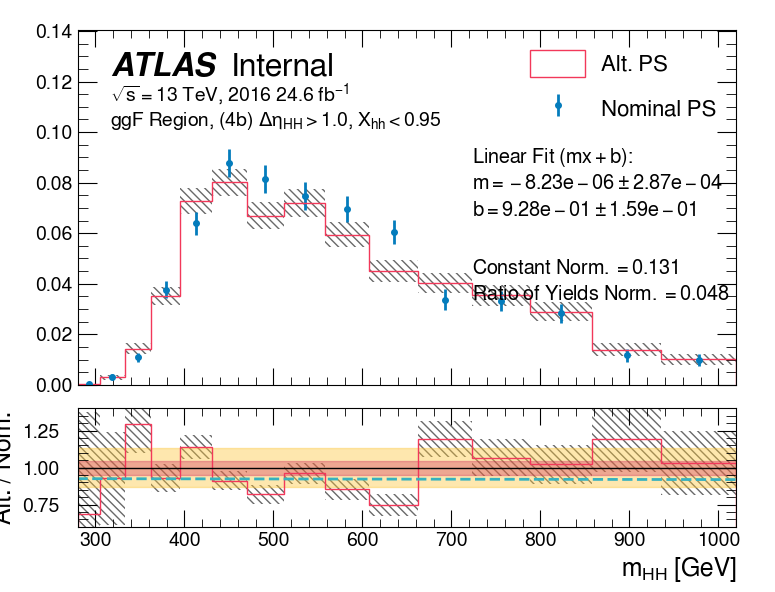 ATLAS Internal
√s = 13 TeV, 2016 24.6 fb⁻¹
ggF Region, (4b) Δη_HH > 1.0, X_hh < 0.95
Alt. PS
Nominal PS
Linear Fit (mx + b):
m = −8.23e − 06 ± 2.87e − 04
b = 9.28e − 01 ± 1.59e − 01
Constant Norm. = 0.131
Ratio of Yields Norm. = 0.048
0.14
0.12
0.10
0.08
0.06
0.04
0.02
0.00
Alt. / Nom.
1.25
1.00
0.75
300 400 500 600 700 800 900 1000
m_HH [GeV]